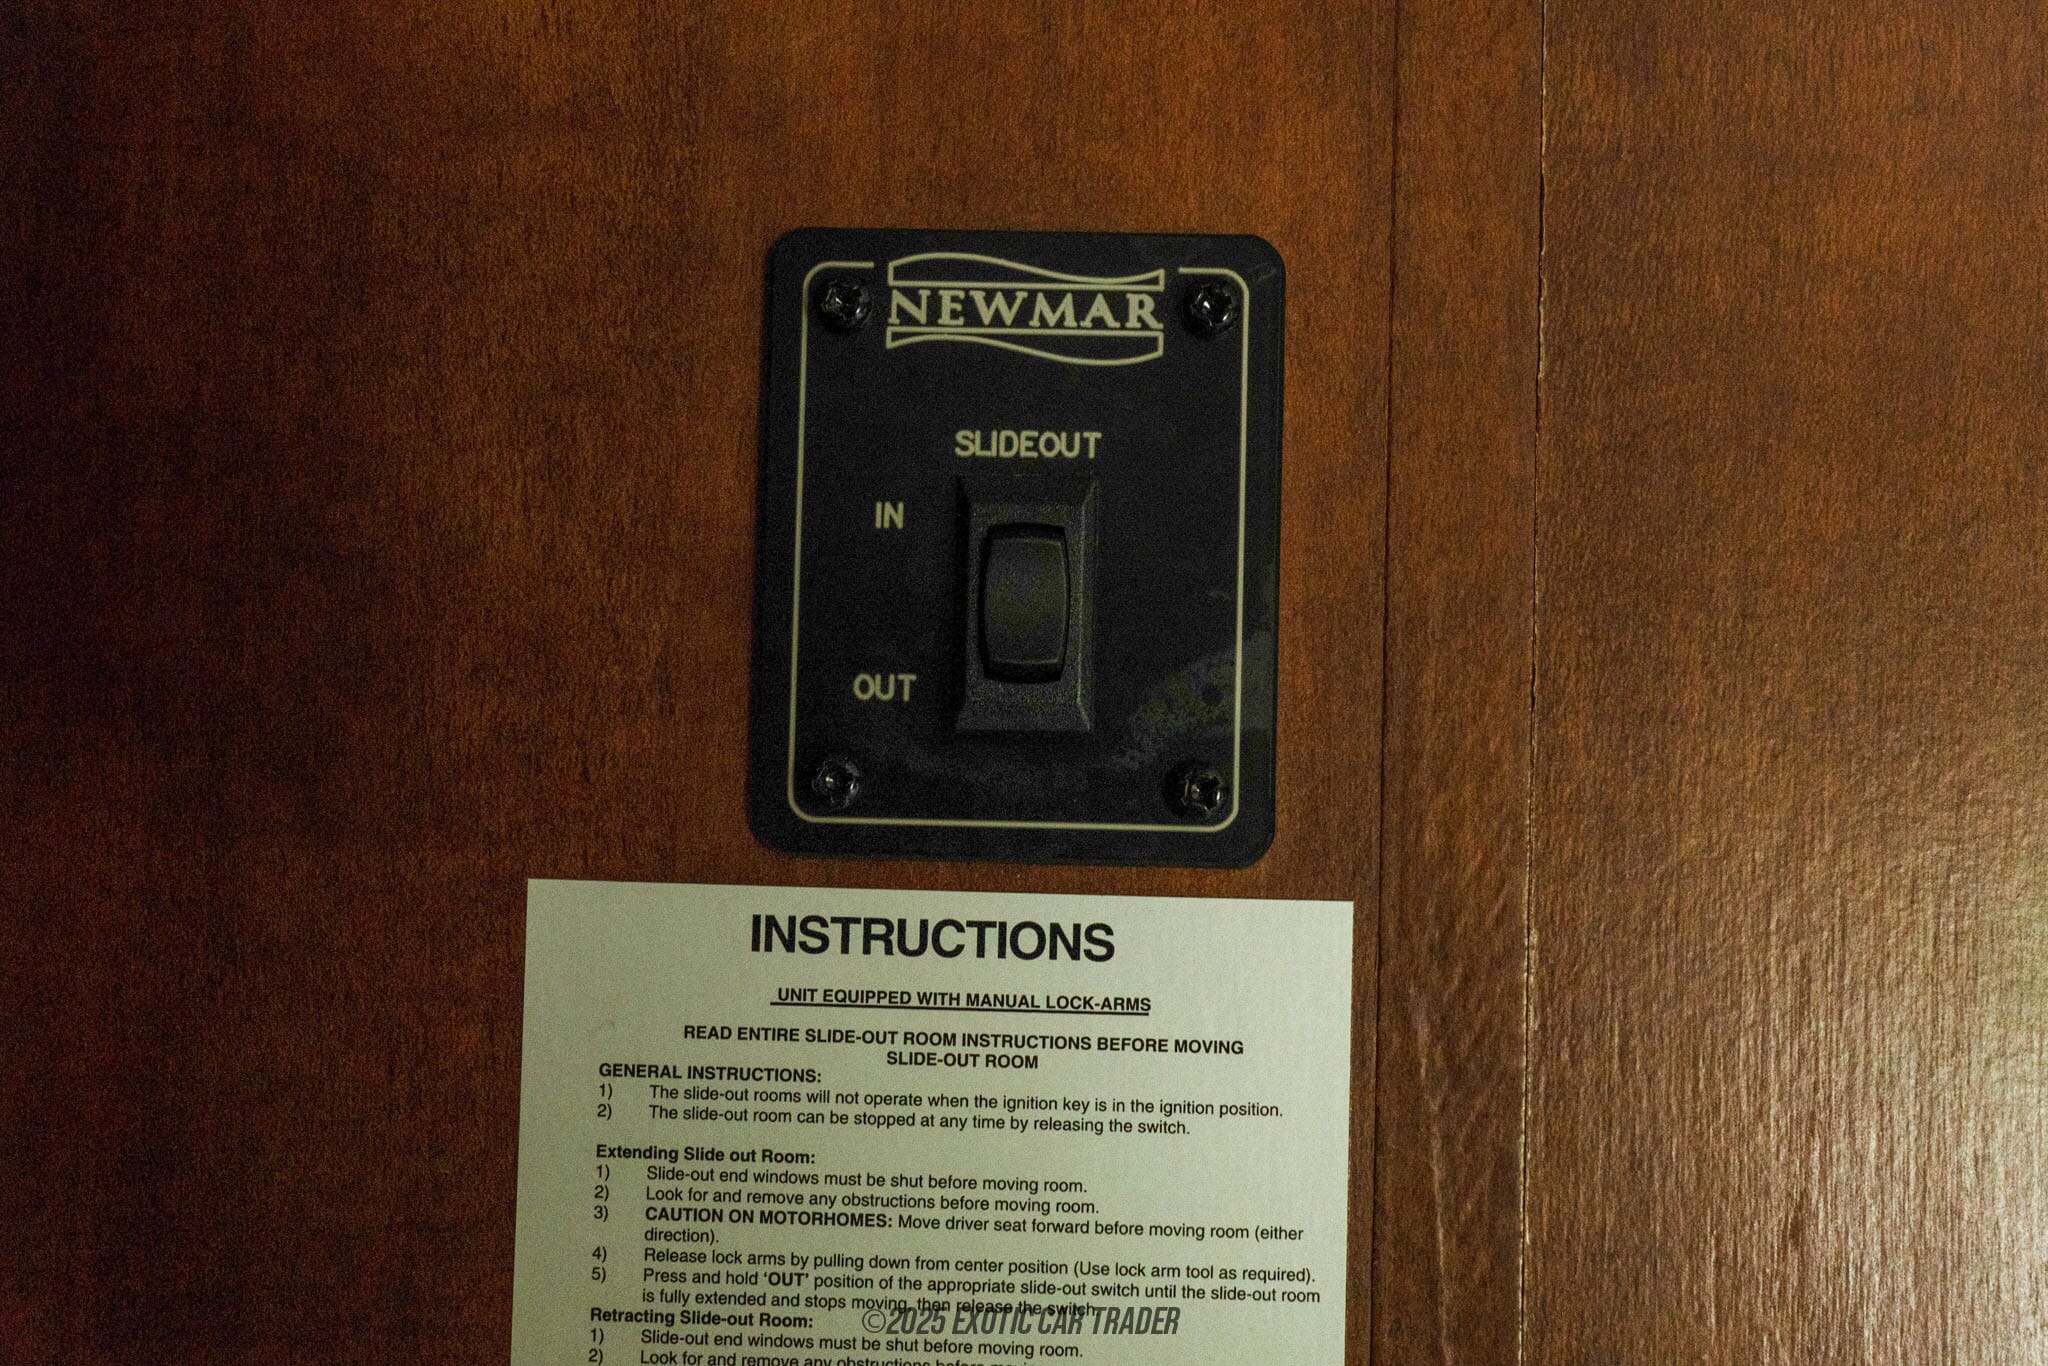 NEWMAR
SLIDEOUT
IN
OUT
INSTRUCTIONS
UNIT EQUIPPED WITH MANUAL LOCK-ARMS
READ ENTIRE SLIDE-OUT ROOM INSTRUCTIONS BEFORE MOVING
SLIDE-OUT ROOM
GENERAL INSTRUCTIONS:
1) The slide-out rooms will not operate when the ignition key is in the ignition position.
2) The slide-out room can be stopped at any time by releasing the switch.
Extending Slide out Room:
1) Slide-out end windows must be shut before moving room.
2) Look for and remove any obstructions before moving room.
3) CAUTION ON MOTORHOMES: Move driver seat forward before moving room (either
direction).
4) Release lock arms by pulling down from center position (Use lock arm tool as required).
5) Press and hold 'OUT' position of the appropriate slide-out switch until the slide-out room
is fully extended and stops moving, then release the switch.
Retracting Slide-out Room:
1) Slide-out end windows must be shut before moving room.
2) Look for and remove any obstructions before
©2025 EXOTIC CAR TRADER